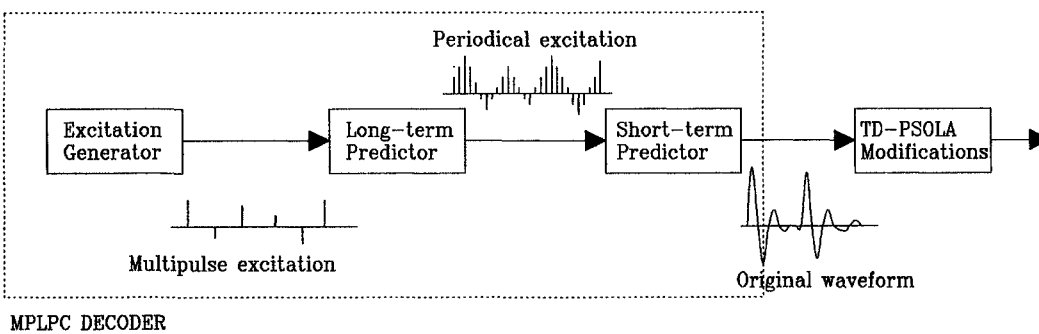 Periodical excitation
Excitation
Generator
Long-term
Predictor
Short-term
Predictor
TD-PSOLA
Modifications
Multipulse excitation
Original waveform
MPLPC DECODER